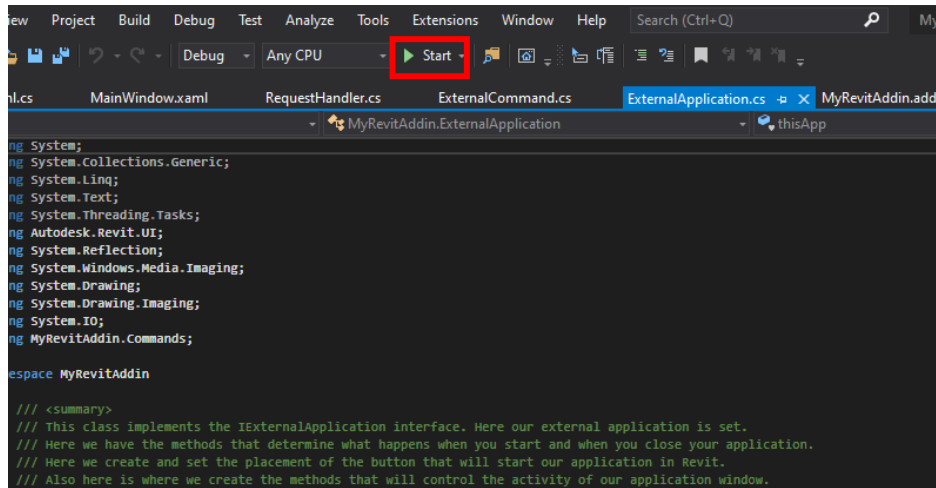 iew Project Build Debug Test Analyze Tools Extensions Window Help Search (Ctrl+Q) My
Debug Any CPU Start
ml.cs MainWindow.xaml RequestHandler.cs ExternalCommand.cs ExternalApplication.cs MyRevitAddin.add
MyRevitAddin.ExternalApplication thisApp
ng System;
ng System.Collections.Generic;
ng System.Linq;
ng System.Text;
ng System.Threading.Tasks;
ng Autodesk.Revit.UI;
ng System.Reflection;
ng System.Windows.Media.Imaging;
ng System.Drawing;
ng System.Drawing.Imaging;
ng System.IO;
ng MyRevitAddin.Commands;
espace MyRevitAddin
/// <summary>
/// This class implements the IExternalApplication interface. Here our external application is set.
/// Here we have the methods that determine what happens when you start and when you close your application.
/// Here we create and set the placement of the button that will start our application in Revit.
/// Also here is where we create the methods that will control the activity of our application window.